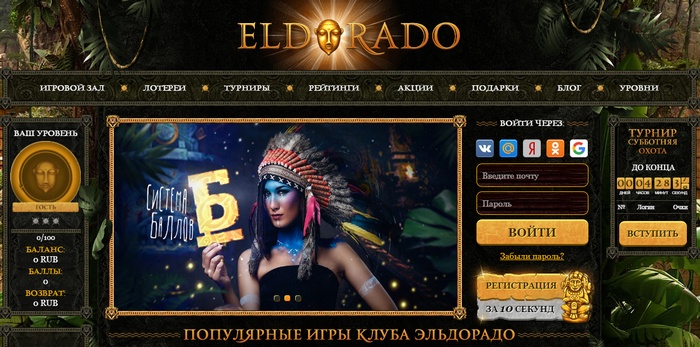 ELDORADO
ИГРОВОЙ ЗАЛ ЛОТЕРЕИ ТУРНИРЫ РЕЙТИНГИ АКЦИИ ПОДАРКИ БЛОГ УРОВНИ
ВАШ УРОВЕНЬ
ГОСТЬ
0/100
БАЛАНС:
0 RUB
БАЛЛЫ:
0
ВОЗВРАТ:
0 RUB
СИСТЕМА
БАЛЛОВ
Б
ВОЙТИ ЧЕРЕЗ:
Введите почту
Пароль
ВОЙТИ
Забыли пароль?
РЕГИСТРАЦИЯ
ЗА 10 СЕКУНД
ТУРНИР
СУББОТНЯЯ
ОХОТА
ДО КОНЦА
00 04 28
ДНЕЙ ЧАСОВ МИНУТ СЕКУНД
№ Логин Очки
ВСТУПИТЬ
ПОПУЛЯРНЫЕ ИГРЫ КЛУБА ЭЛЬДОРАДО